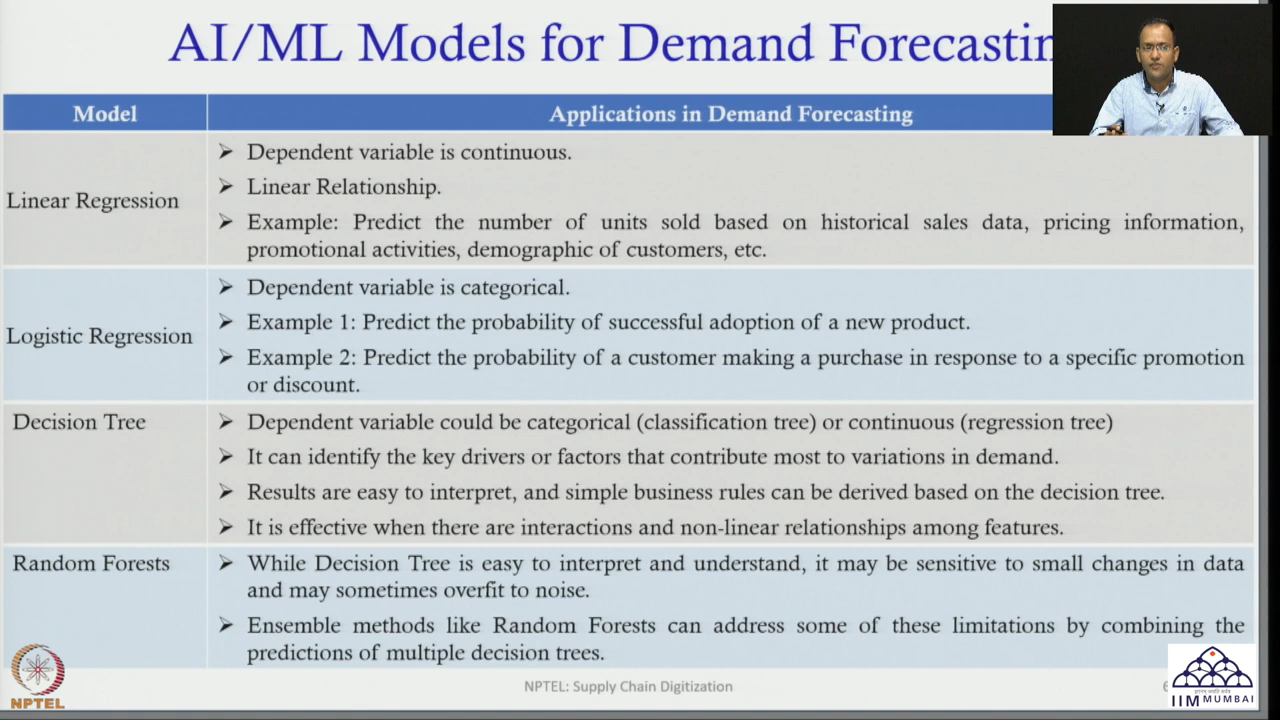 AI/ML Models for Demand Forecastin
Model
Applications in Demand Forecasting
Linear Regression
➢ Dependent variable is continuous.
➢ Linear Relationship.
➢ Example: Predict the number of units sold based on historical sales data, pricing information,
promotional activities, demographic of customers, etc.
Logistic Regression
➢ Dependent variable is categorical.
➢ Example 1: Predict the probability of successful adoption of a new product.
➢ Example 2: Predict the probability of a customer making a purchase in response to a specific promotion
or discount.
Decision Tree
➢ Dependent variable could be categorical (classification tree) or continuous (regression tree)
➢ It can identify the key drivers or factors that contribute most to variations in demand.
➢ Results are easy to interpret, and simple business rules can be derived based on the decision tree.
➢ It is effective when there are interactions and non-linear relationships among features.
Random Forests
➢ While Decision Tree is easy to interpret and understand, it may be sensitive to small changes in data
and may sometimes overfit to noise.
➢ Ensemble methods like Random Forests can address some of these limitations by combining the
predictions of multiple decision trees.
NPTEL
NPTEL: Supply Chain Digitization
IIM MUMBAI